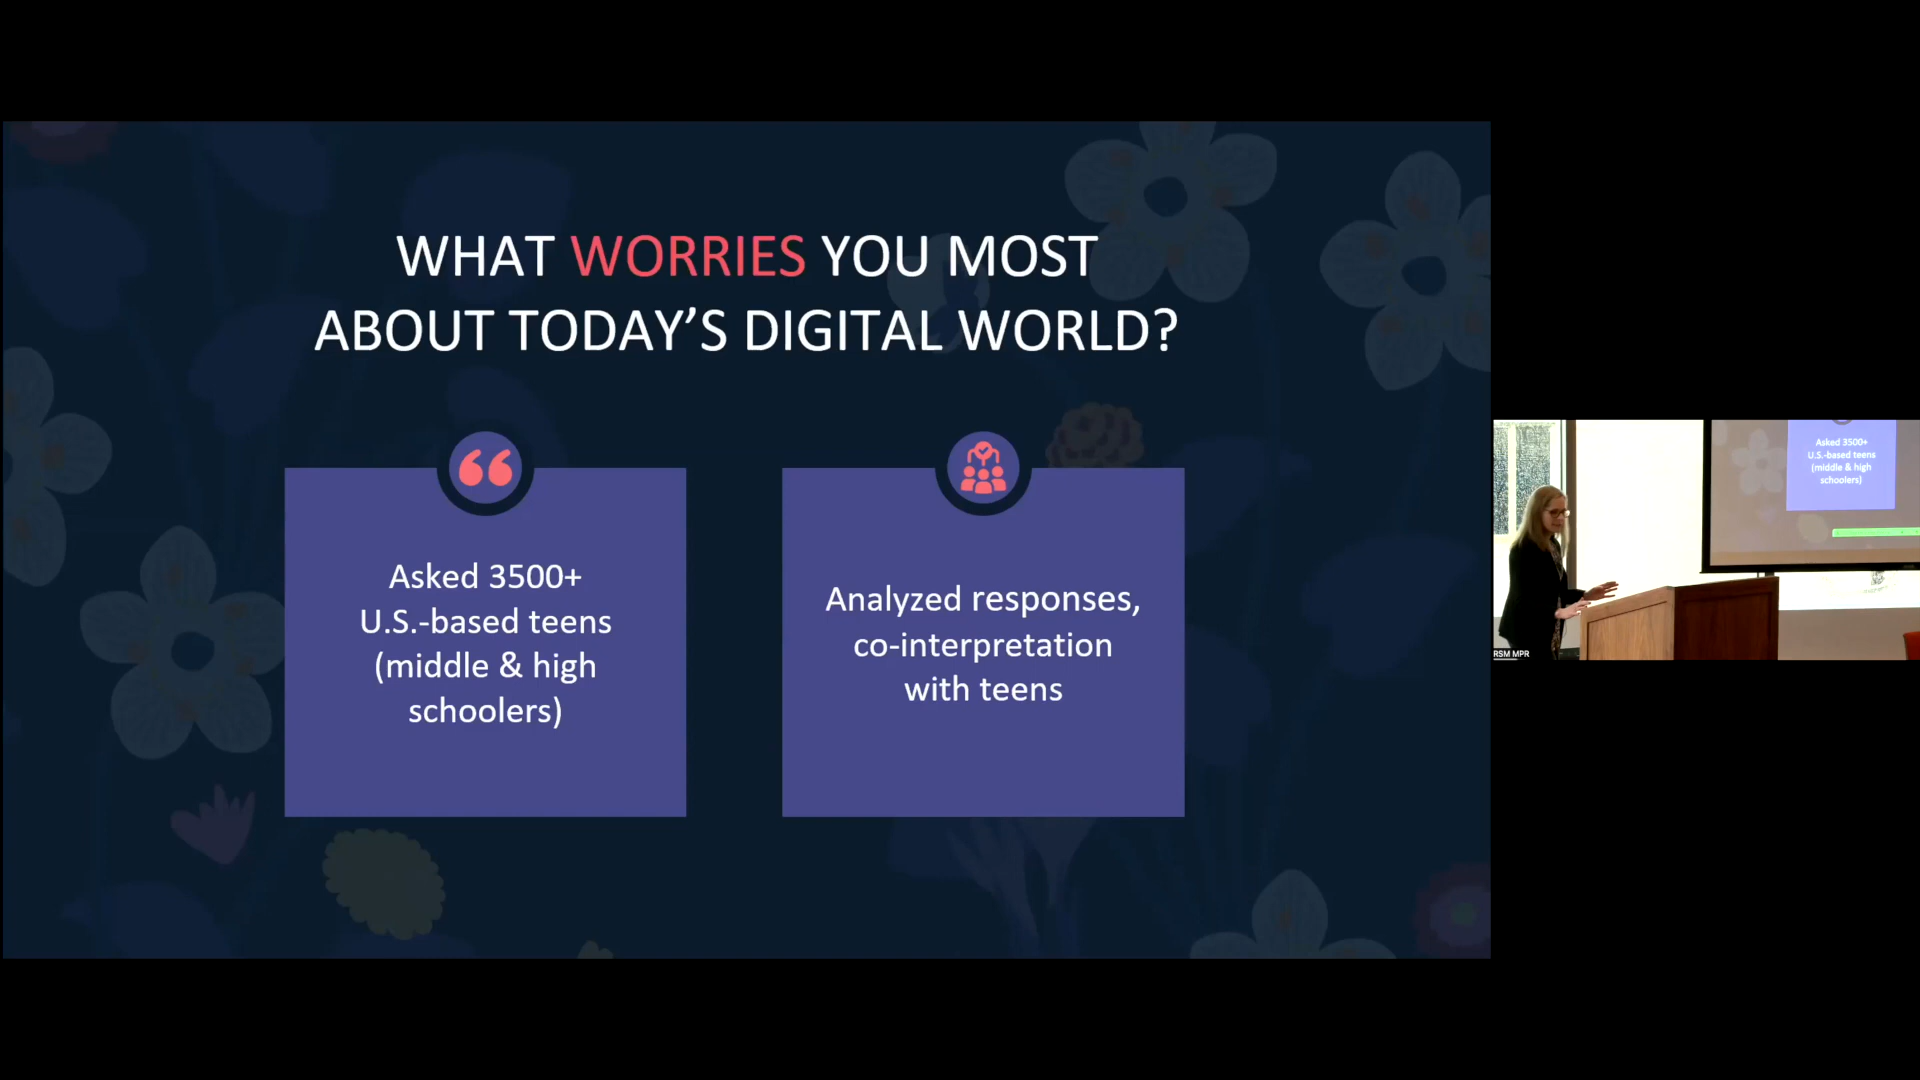 WHAT WORRIES YOU MOST
ABOUT TODAY’S DIGITAL WORLD?
Asked 3500+
U.S.-based teens
(middle & high
schoolers)
Analyzed responses,
co-interpretation
with teens
Asked 3500+
U.S.-based teens
(middle & high
schoolers)
RSM MPR